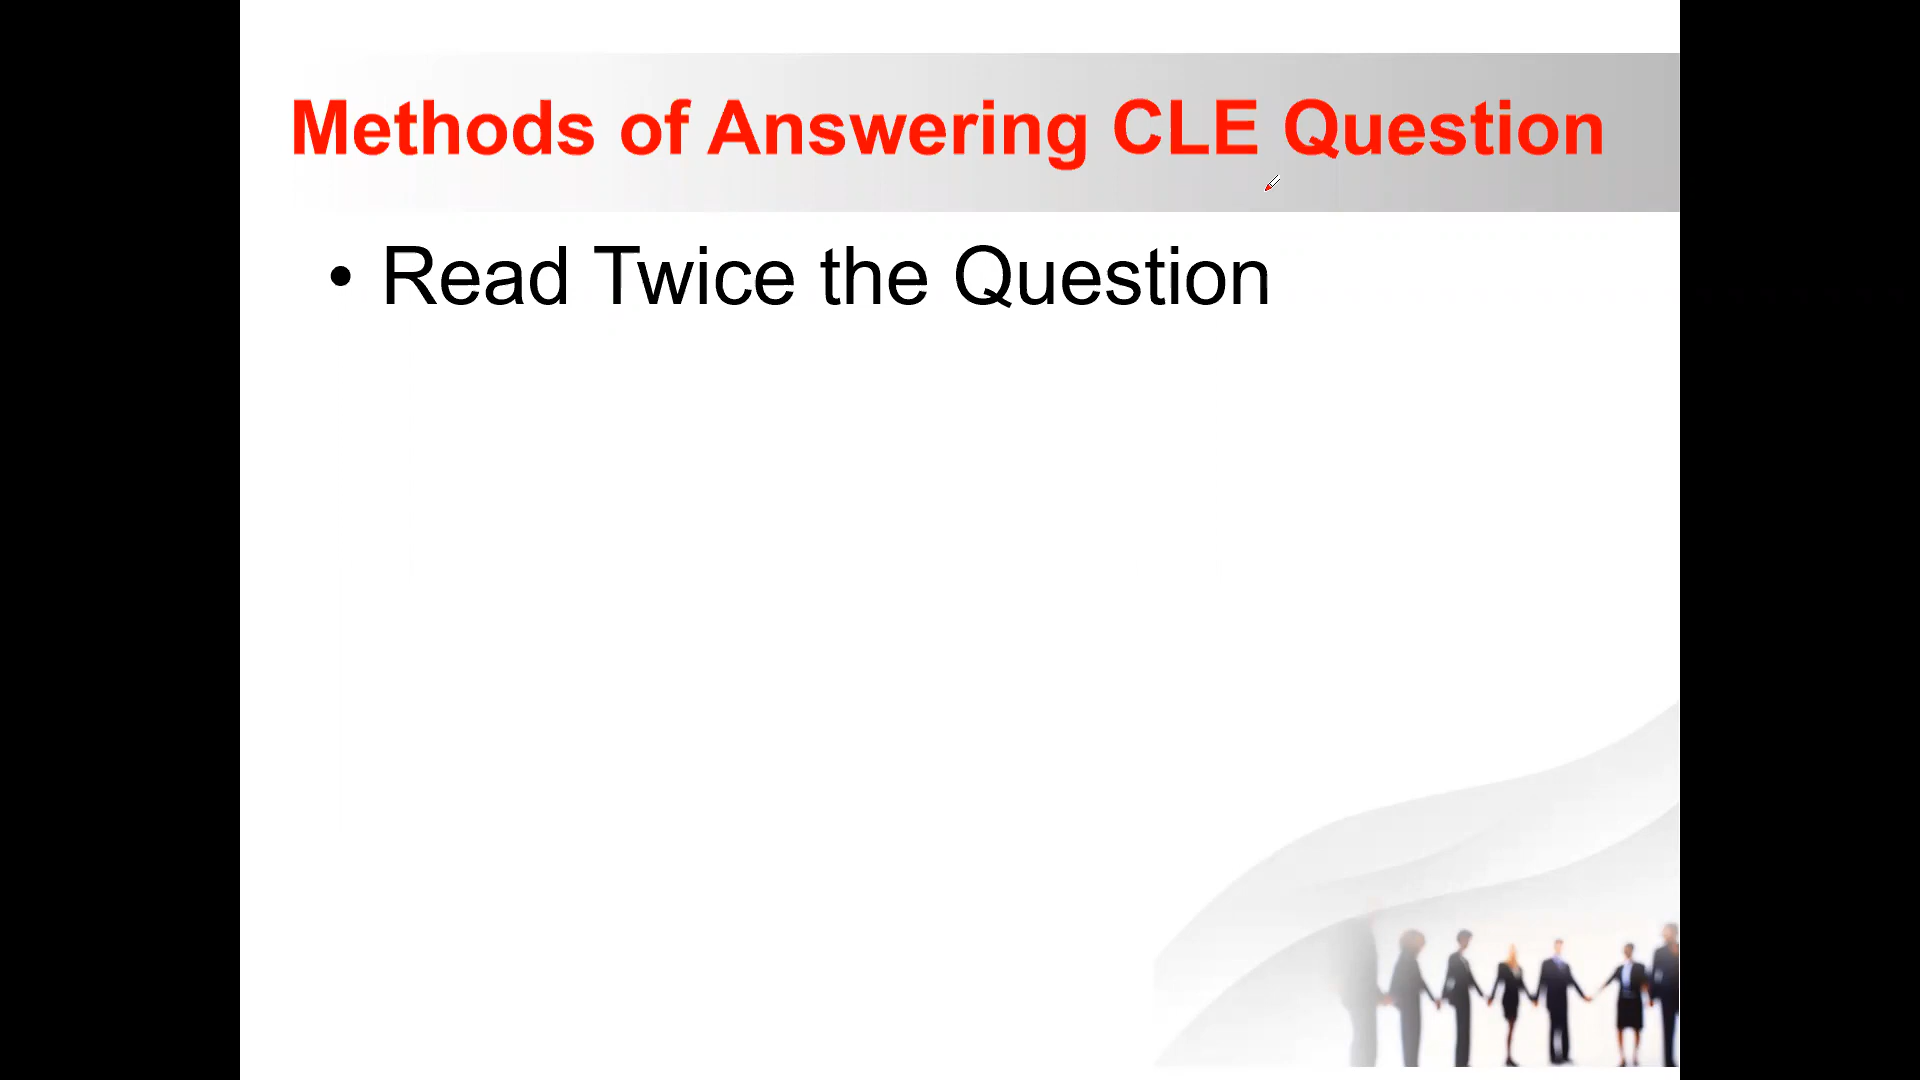 Methods of Answering CLE Question
• Read Twice the Question